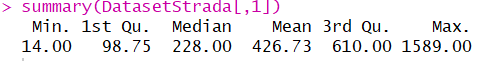 > summary(DatasetStrada[,1])
Min. 1st Qu. Median Mean 3rd Qu. Max.
14.00 98.75 228.00 426.73 610.00 1589.00